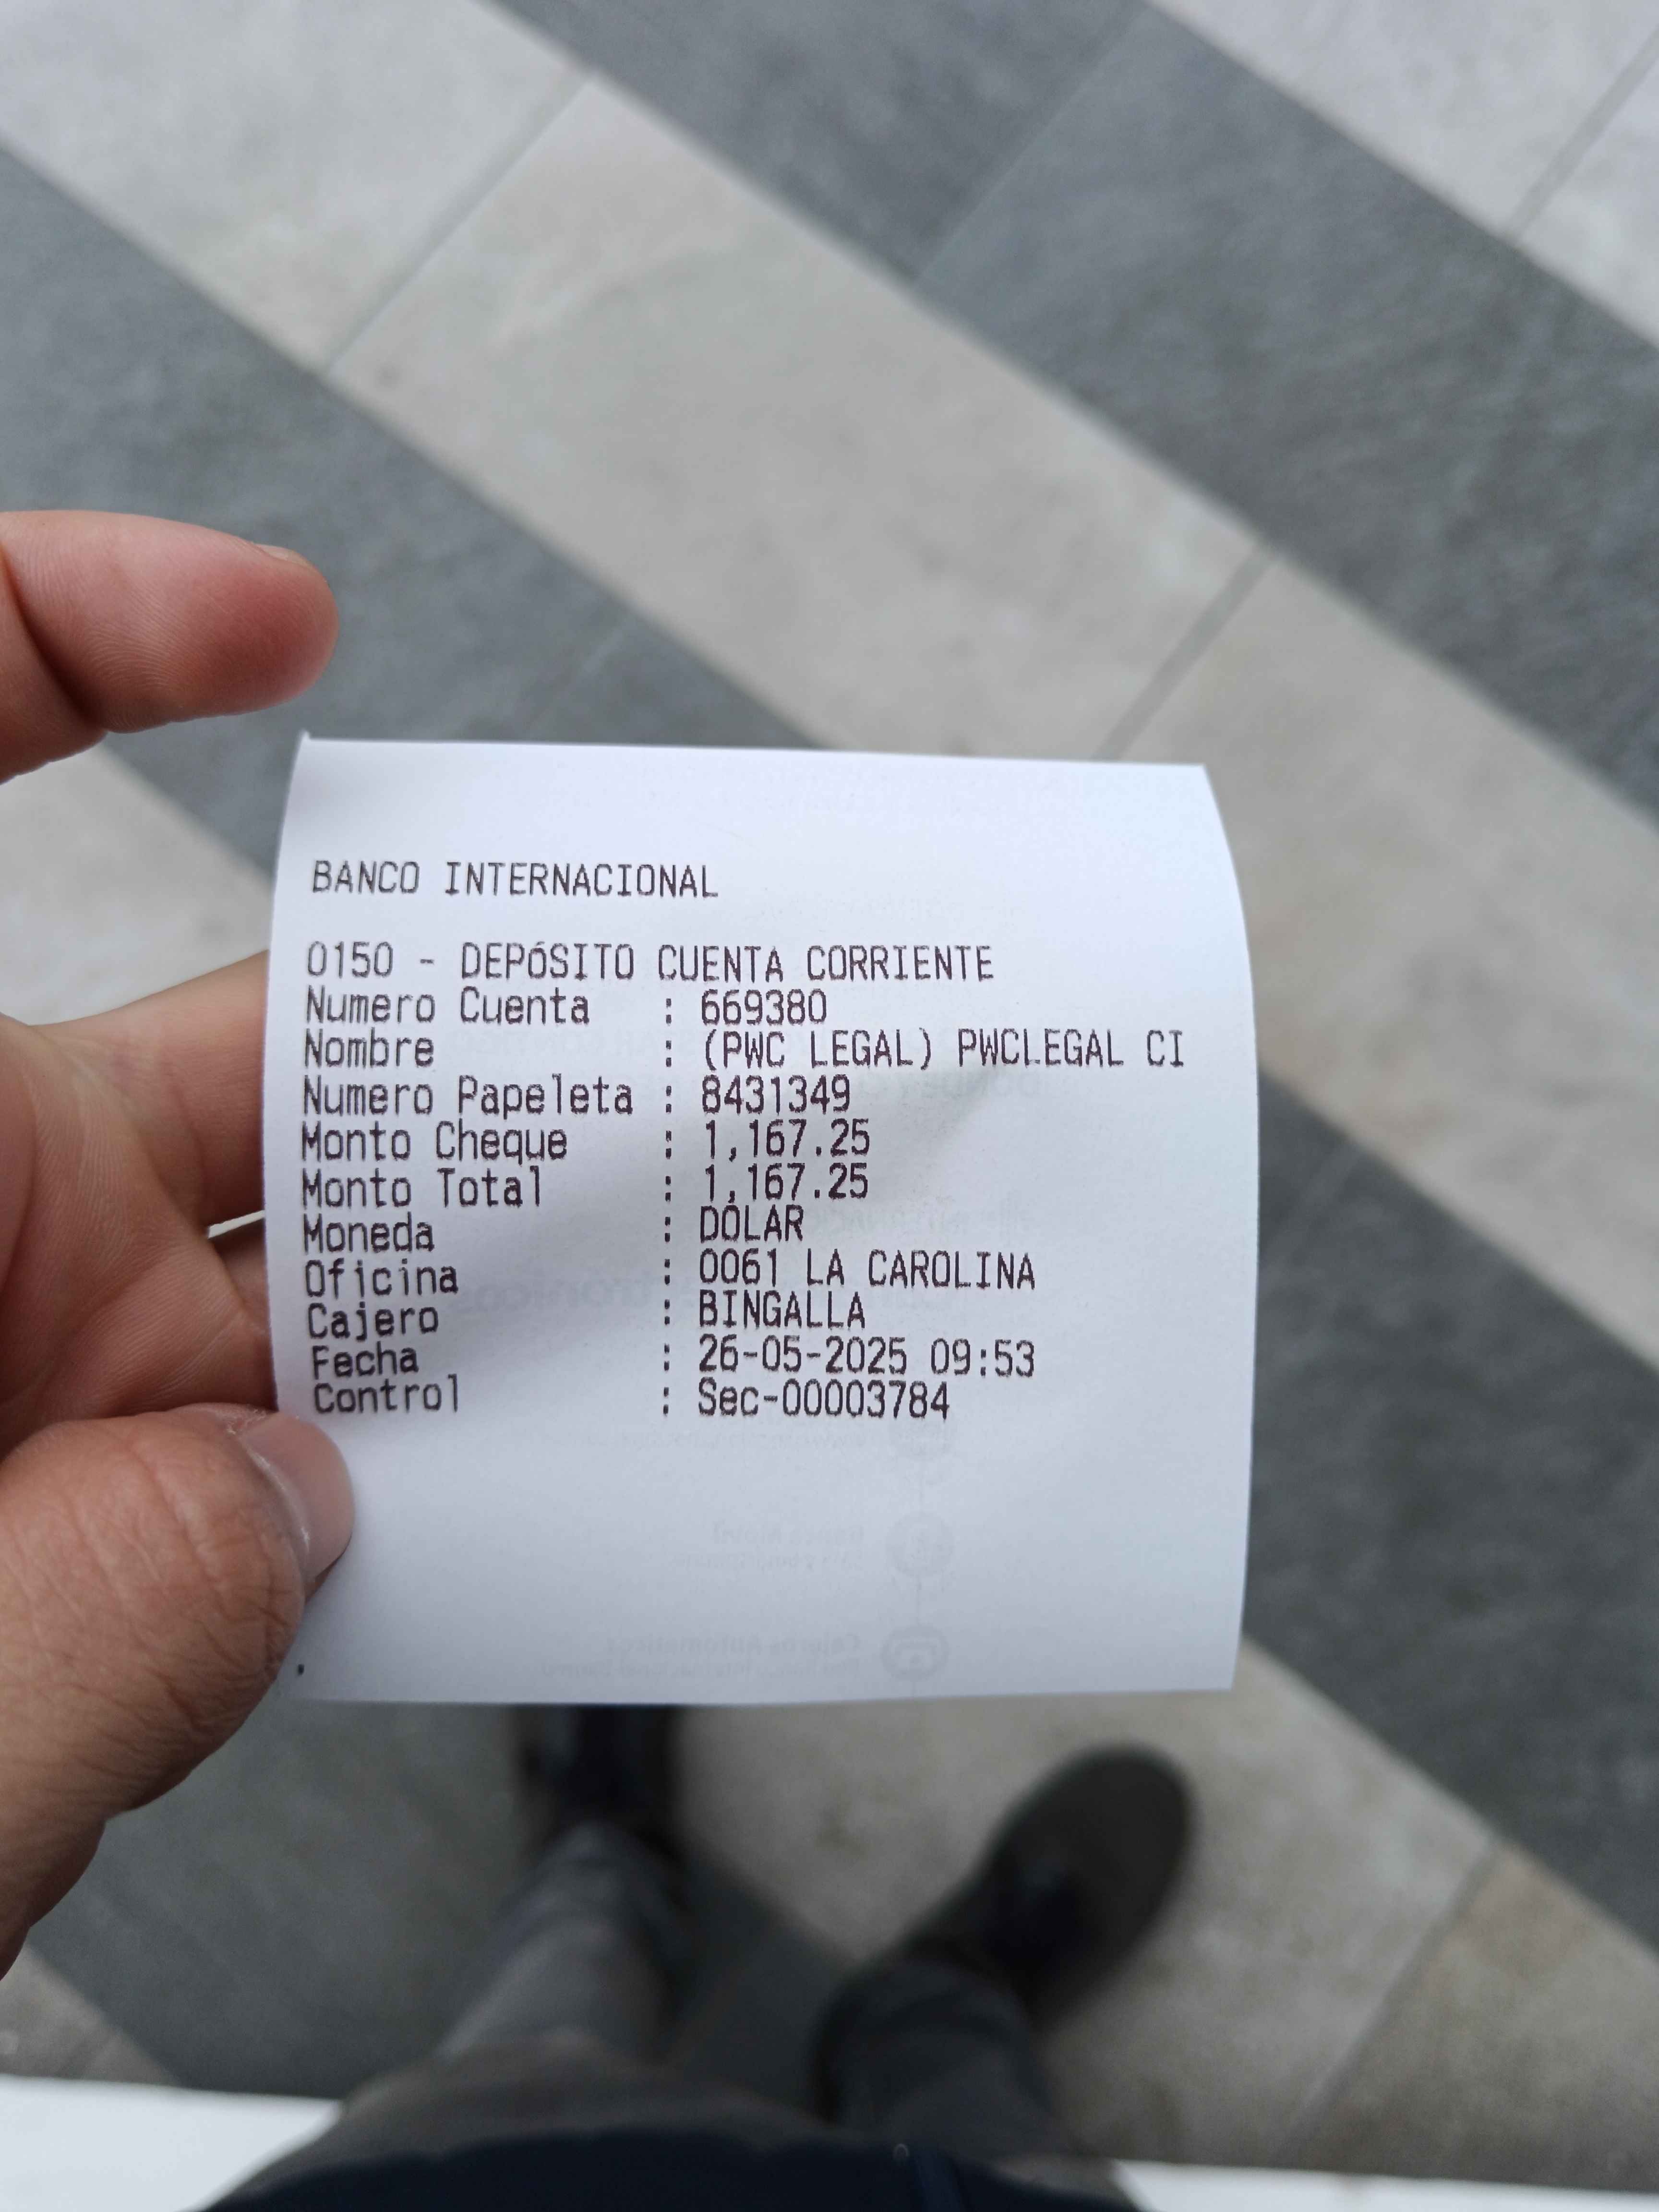 BANCO INTERNACIONAL
0150 - DEPóSITO CUENTA CORRIENTE
Numero Cuenta : 669380
Nombre : (PWC LEGAL) PWCLEGAL CI
Numero Papeleta : 8431349
Monto Cheque : 1,167.25
Monto Total : 1,167.25
Moneda : DÓLAR
Oficina : 0061 LA CAROLINA
Cajero : BINGALLA
Fecha : 26-05-2025 09:53
Control : Sec-00003784